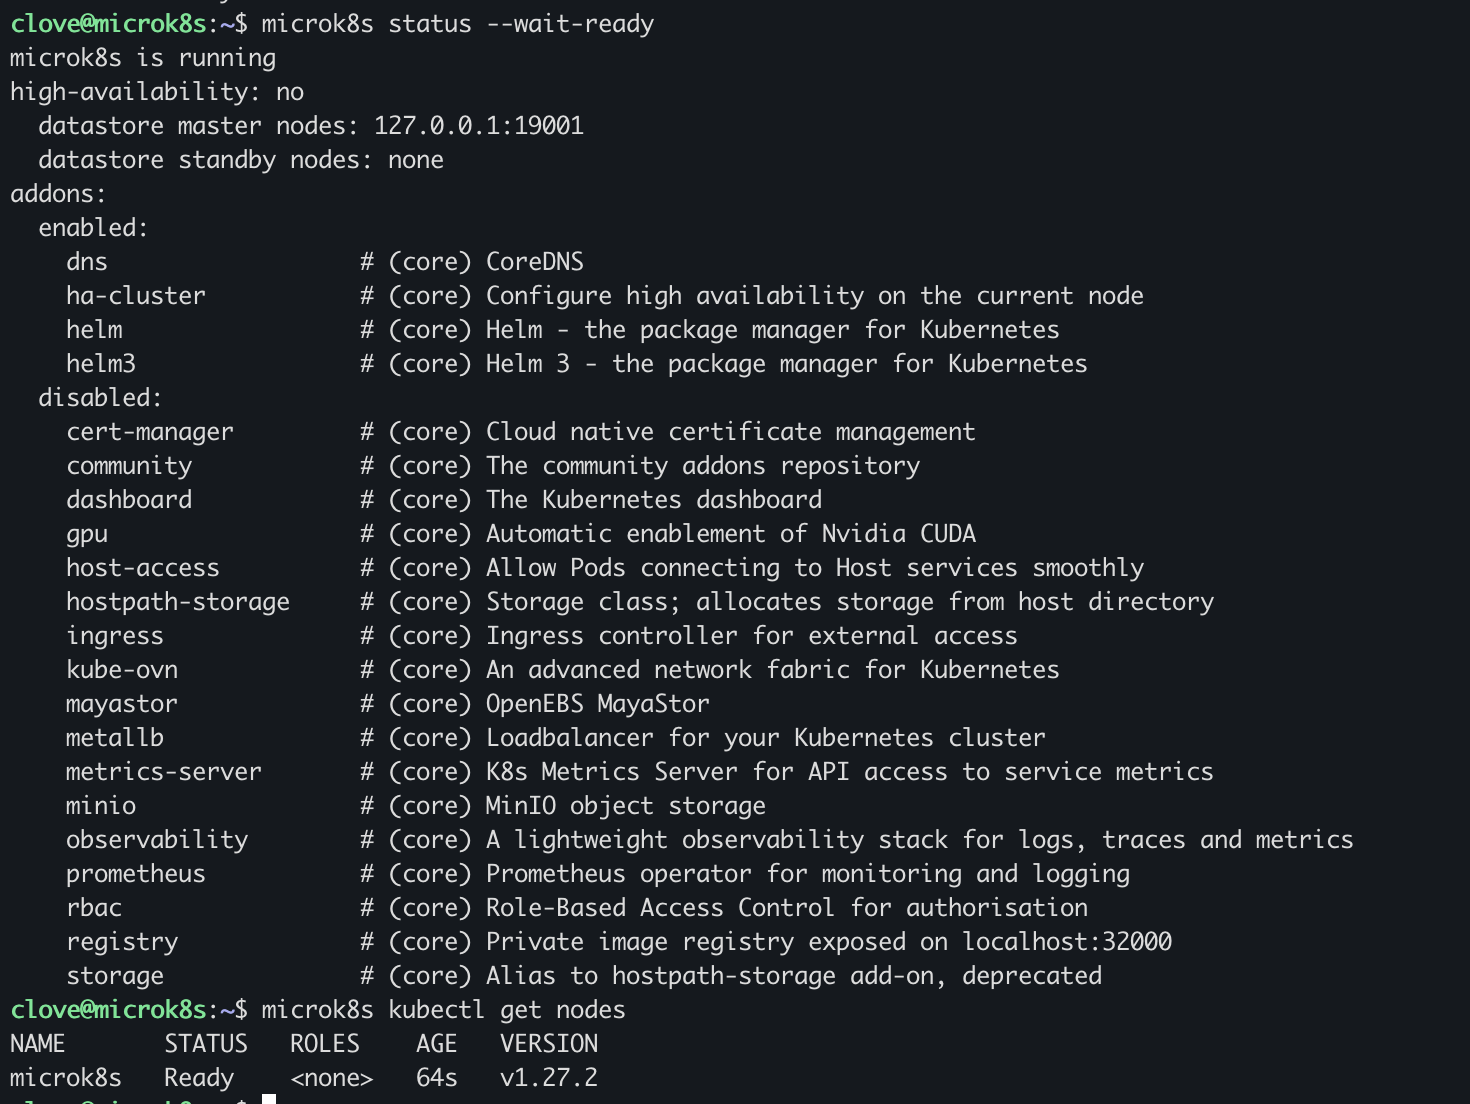 clove@microk8s:~$ microk8s status --wait-ready
microk8s is running
high-availability: no
  datastore master nodes: 127.0.0.1:19001
  datastore standby nodes: none
addons:
  enabled:
    dns                  # (core) CoreDNS
    ha-cluster           # (core) Configure high availability on the current node
    helm                 # (core) Helm - the package manager for Kubernetes
    helm3                # (core) Helm 3 - the package manager for Kubernetes
  disabled:
    cert-manager         # (core) Cloud native certificate management
    community            # (core) The community addons repository
    dashboard            # (core) The Kubernetes dashboard
    gpu                  # (core) Automatic enablement of Nvidia CUDA
    host-access          # (core) Allow Pods connecting to Host services smoothly
    hostpath-storage     # (core) Storage class; allocates storage from host directory
    ingress              # (core) Ingress controller for external access
    kube-ovn             # (core) An advanced network fabric for Kubernetes
    mayastor             # (core) OpenEBS MayaStor
    metallb              # (core) Loadbalancer for your Kubernetes cluster
    metrics-server       # (core) K8s Metrics Server for API access to service metrics
    minio                # (core) MinIO object storage
    observability        # (core) A lightweight observability stack for logs, traces and metrics
    prometheus           # (core) Prometheus operator for monitoring and logging
    rbac                 # (core) Role-Based Access Control for authorisation
    registry             # (core) Private image registry exposed on localhost:32000
    storage              # (core) Alias to hostpath-storage add-on, deprecated
clove@microk8s:~$ microk8s kubectl get nodes
NAME       STATUS   ROLES    AGE   VERSION
microk8s   Ready    <none>   64s   v1.27.2